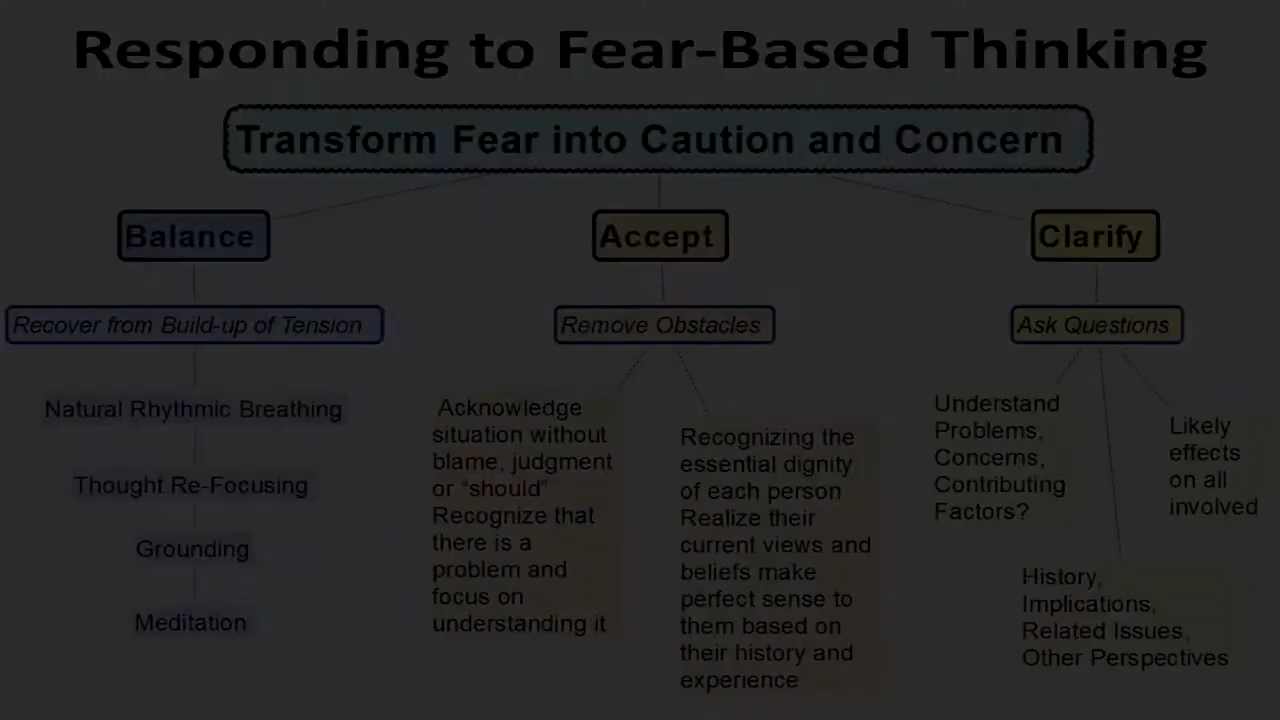 Responding to Fear-Based Thinking
Transform Fear into Caution and Concern
Balance
Recover from Build-up of Tension
Natural Rhythmic Breathing
Thought Re-Focusing
Grounding
Meditation
Accept
Remove Obstacles
Acknowledge
situation without
blame, judgment
or “should”
Recognize that
there is a
problem and
focus on
understanding it
Recognizing the
essential dignity
of each person
Realize their
current views and
beliefs make
perfect sense to
them based on
their history and
experience
Clarify
Ask Questions
Understand
Problems,
Concerns,
Contributing
Factors?
History,
Implications,
Related Issues,
Other Perspectives
Likely
effects
on all
involved